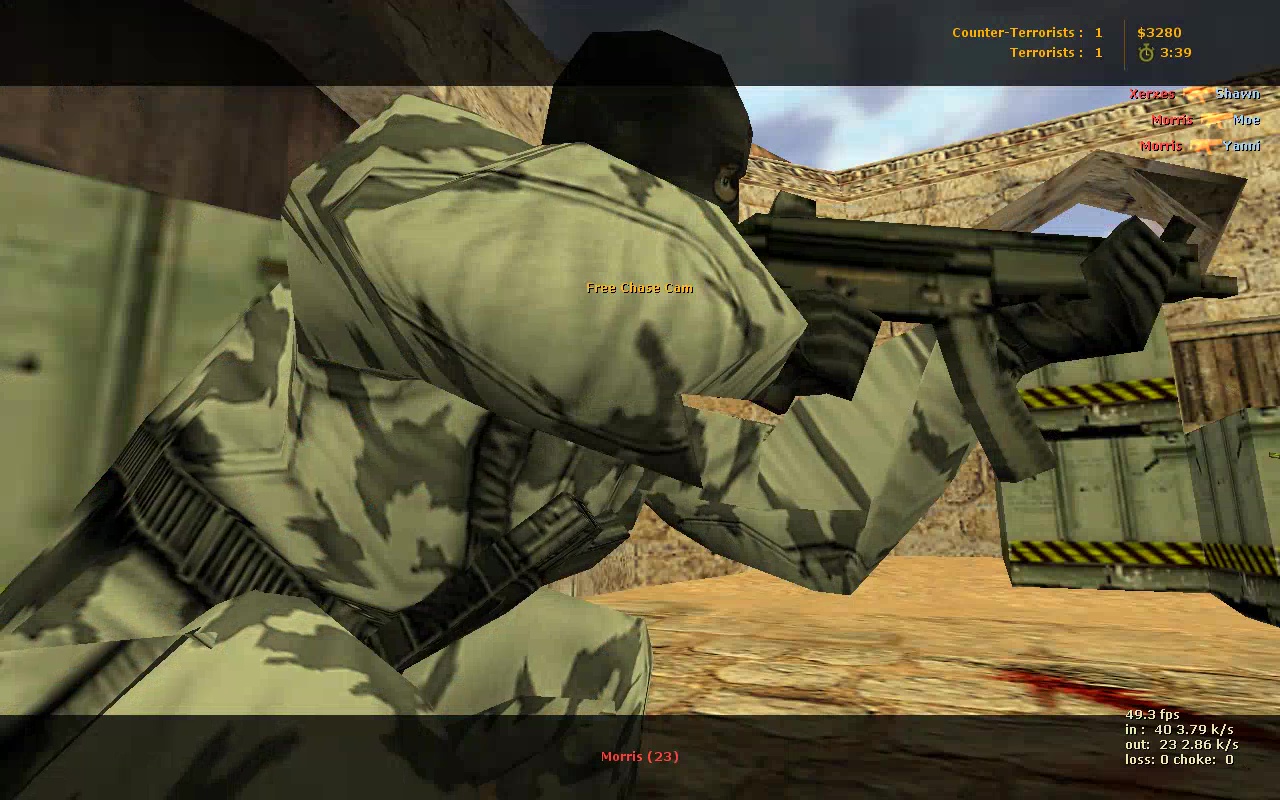 Counter-Terrorists : 1 $3280
Terrorists : 1 3:39
Xerxes Shawn
Morris Moe
Morris Yanni
Free Chase Cam
49.3 fps
in : 40 3.79 k/s
out: 23 2.86 k/s
loss: 0 choke: 0
Morris (23)